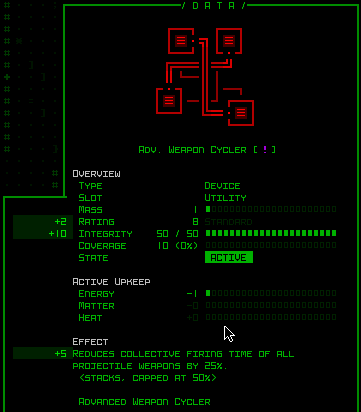 / D A T A /
Adv. Weapon Cycler [ ! ]
Overview
Type Device
Slot Utility
Mass 1
+2 Rating 8 Standard
+10 Integrity 50 / 50
Coverage 10 (0%)
State ACTIVE
Active Upkeep
Energy -1
Matter -0
Heat +0
Effect
+5 Reduces collective firing time of all
projectile weapons by 25%.
<stacks, capped at 50%>
Advanced Weapon Cycler